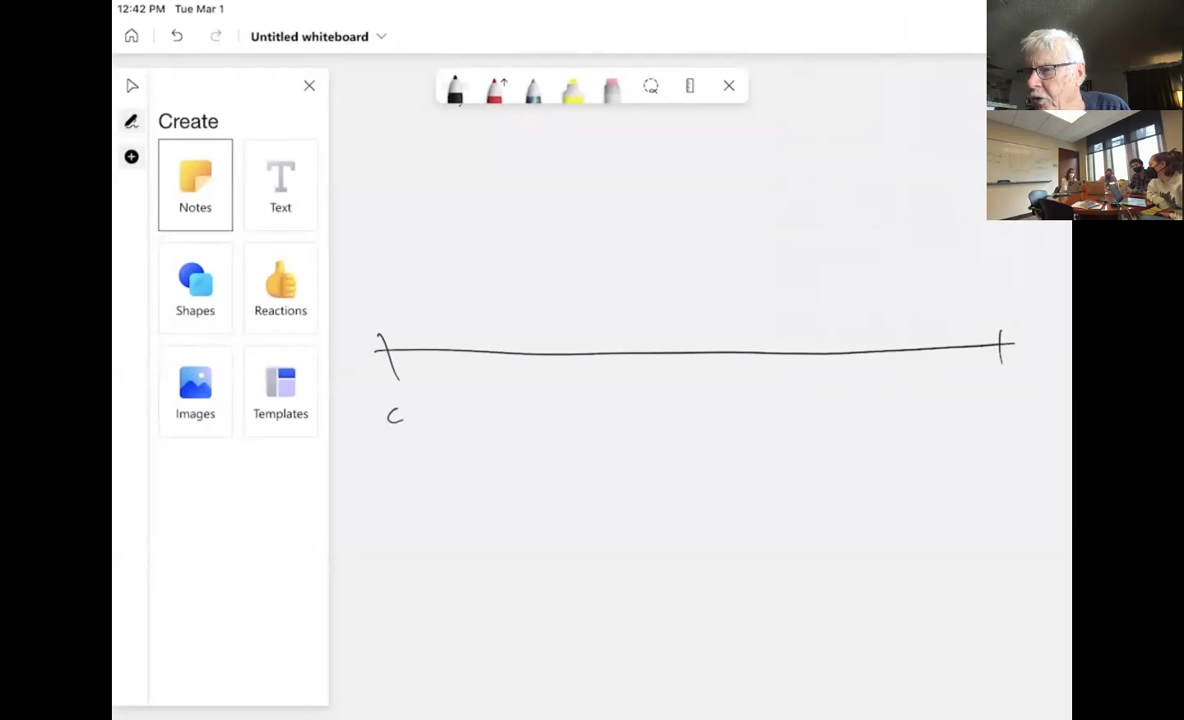 12:42 PM Tue Mar 1
Untitled whiteboard
Create
Notes
Text
Shapes
Reactions
Images
Templates
C